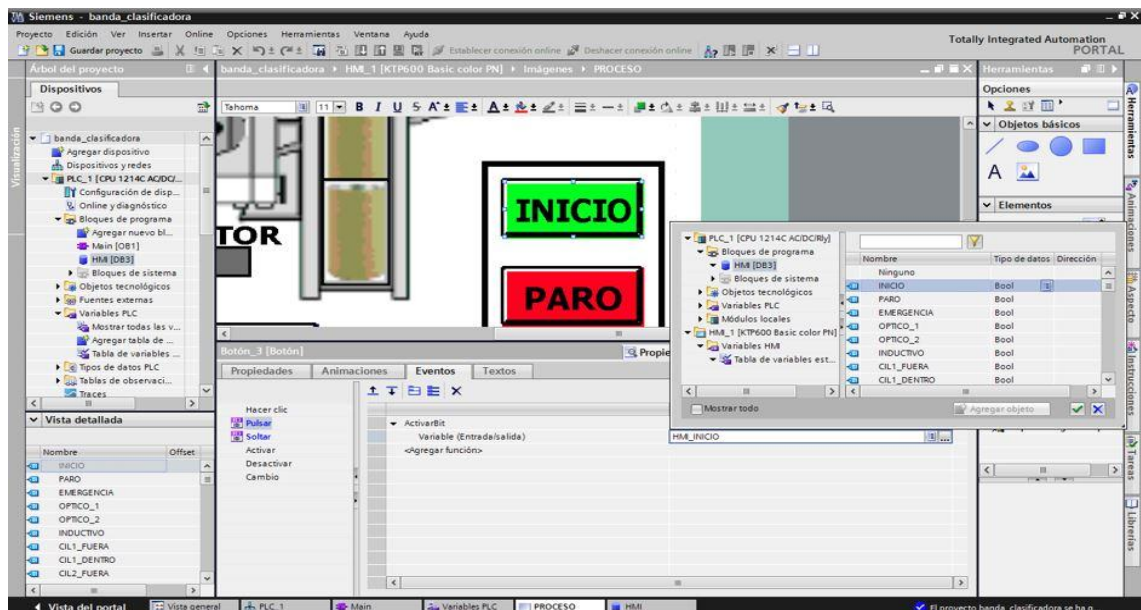 Siemens - banda_clasificadora
Proyecto Edición Ver Insertar Online Opciones Herramientas Ventana Ayuda
Guardar proyecto
Establecer conexión online
Deshacer conexión online
Totally Integrated Automation
PORTAL
Árbol del proyecto
banda_clasificadora HMI_1 [KTP600 Basic color PN] Imágenes PROCESO
Herramientas
Dispositivos
Opciones
Tahoma
11
B I U S
Visualización
banda_clasificadora
Agregar dispositivo
Dispositivos y redes
PLC_1 [CPU 1214C AC/DC/...
Configuración de disp...
Online y diagnóstico
Bloques de programa
Agregar nuevo bl...
Main [OB1]
HMI [DB3]
Bloques de sistema
Objetos tecnológicos
Fuentes externas
Variables PLC
Mostrar todas las v...
Agregar tabla de ...
Tabla de variables ...
Tipos de datos PLC
Tablas de observaci...
Traces
INICIO
PARO
TOR
Objetos básicos
A
Elementos
Herramientas
Animaciones
Aspecto
Instrucciones
Tareas
Librerías
PLC_1 [CPU 1214C AC/DC/Rly]
Bloques de programa
HMI [DB3]
Bloques de sistema
Objetos tecnológicos
Variables PLC
Módulos locales
HMI_1 [KTP600 Basic color PN]
Variables HMI
Tabla de variables est...
Nombre Tipo de datos Dirección
Ninguno
INICIO Bool
PARO Bool
EMERGENCIA Bool
OPTICO_1 Bool
OPTICO_2 Bool
INDUCTIVO Bool
CIL1_FUERA Bool
CIL1_DENTRO Bool
Mostrar todo
Agregar objeto
Botón_3 [Botón]
Propie
Propiedades Animaciones Eventos Textos
Hacer clic
Pulsar
Soltar
Activar
Desactivar
Cambio
ActivarBit
Variable (Entrada/salida) HMI_INICIO
<Agregar función>
Vista detallada
Nombre Offset
INICIO
PARO
EMERGENCIA
OPTICO_1
OPTICO_2
INDUCTIVO
CIL1_FUERA
CIL1_DENTRO
CIL2_FUERA
Vista del portal Vista general PLC_1 Main Variables PLC PROCESO HMI
El proyecto banda_clasificadora se ha g...